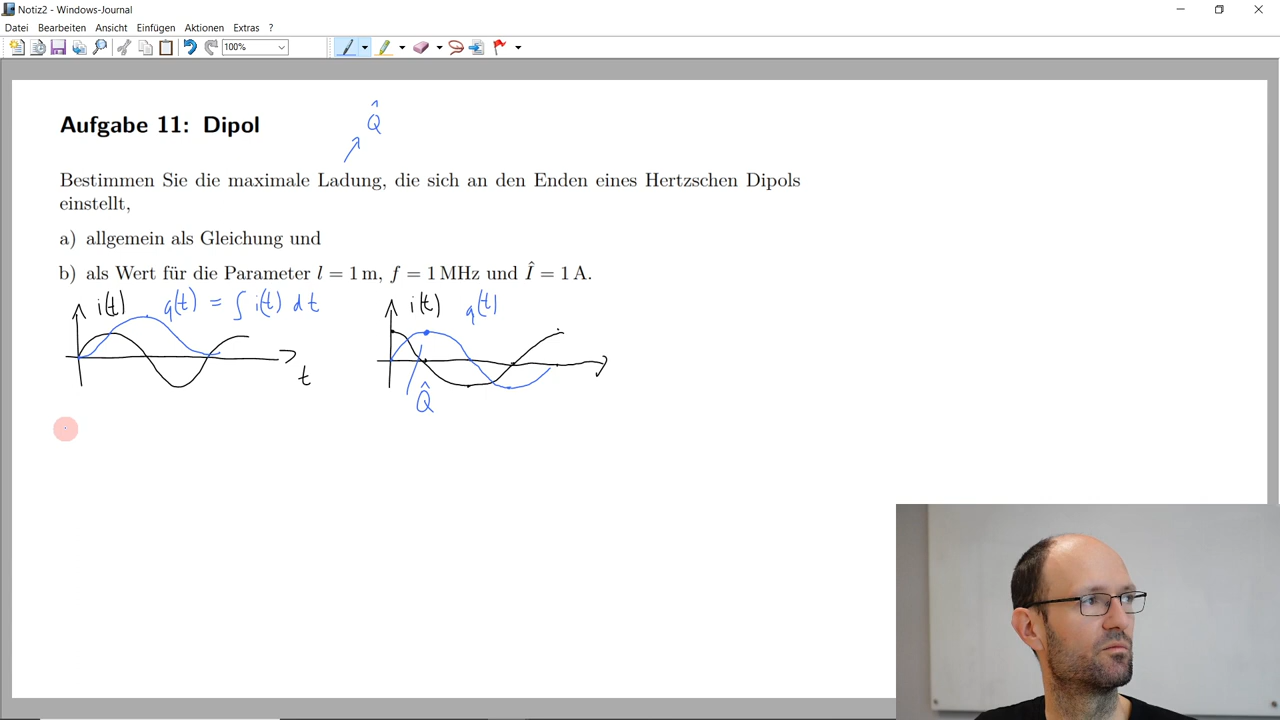 Notiz2 - Windows-Journal
Datei Bearbeiten Ansicht Einfügen Aktionen Extras ?
100%
Q̂
Aufgabe 11: Dipol
Bestimmen Sie die maximale Ladung, die sich an den Enden eines Hertzschen Dipols
einstellt,
a) allgemein als Gleichung und
b) als Wert für die Parameter l = 1 m, f = 1 MHz und Î = 1 A.
i(t) q(t) = ∫ i(t) dt i(t) q(t)
t
Q̂